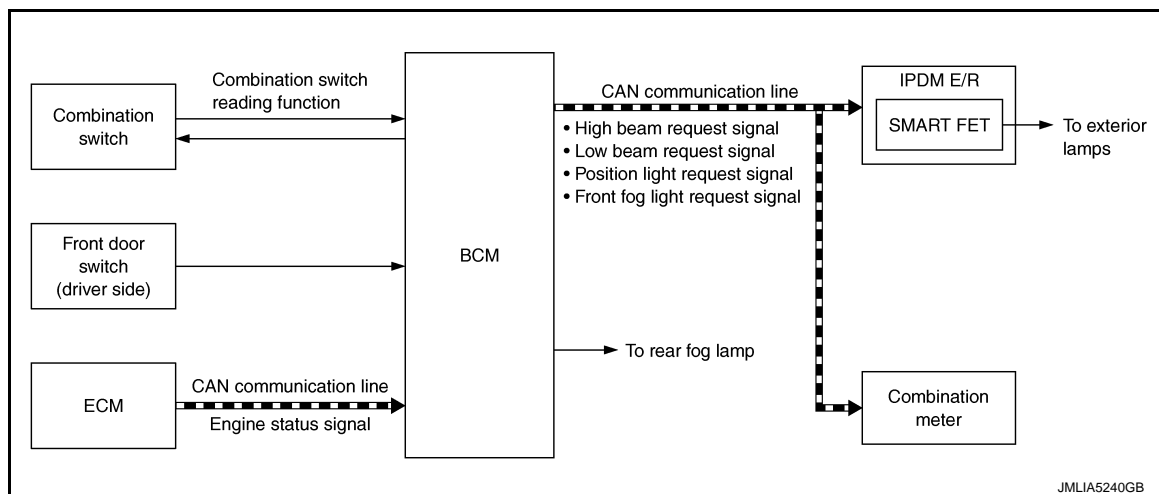 Combination
switch
Combination switch
reading function
Front door
switch
(driver side)
ECM
CAN communication line
Engine status signal
BCM
CAN communication line
• High beam request signal
• Low beam request signal
• Position light request signal
• Front fog light request signal
To rear fog lamp
IPDM E/R
SMART FET
To exterior
lamps
Combination
meter
JMLIA5240GB